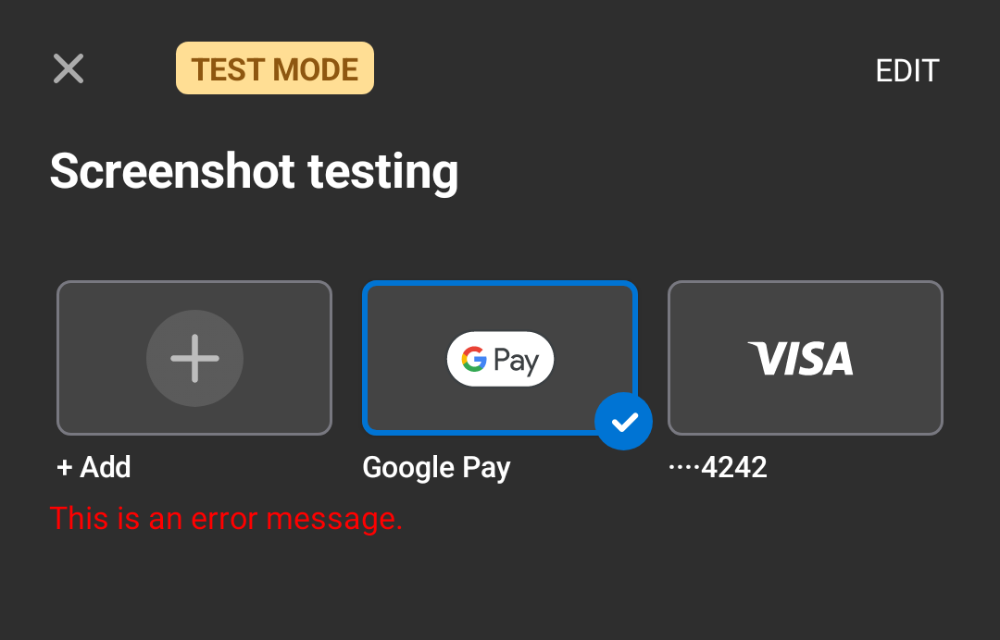 TEST MODE
EDIT
Screenshot testing
G Pay
VISA
+ Add
Google Pay
····4242
This is an error message.